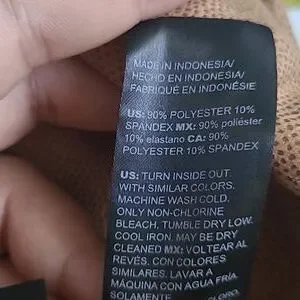 MADE IN INDONESIA/
HECHO EN INDONESIA/
FABRIQUÉ EN INDONÉSIE
US: 90% POLYESTER 10%
SPANDEX MX: 90% poliéster
10% elastano CA: 90%
POLYESTER 10% SPANDEX
US: TURN INSIDE OUT.
WITH SIMILAR COLORS.
MACHINE WASH COLD.
ONLY NON-CHLORINE
BLEACH. TUMBLE DRY LOW.
COOL IRON. MAY BE DRY
CLEANED MX: VOLTEAR AL
REVÉS. CON COLORES
SIMILARES. LAVAR A
MÁQUINA CON AGUA FRÍA.
SOLAMENTE
CLORO.